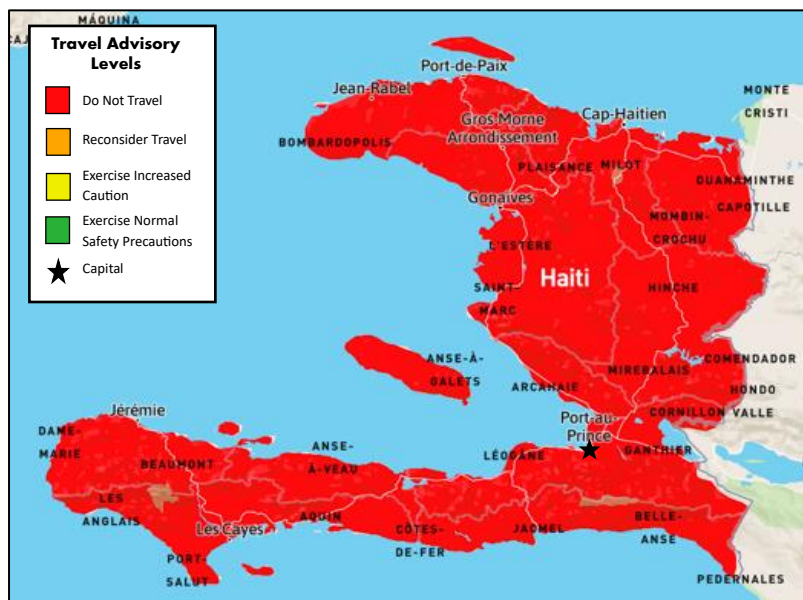 MÁQUINA
CAJ
Travel Advisory
Levels
Do Not Travel
Reconsider Travel
Exercise Increased
Caution
Exercise Normal
Safety Precautions
Capital
Port-de-Paix
Jean-Rabel
Cap-Haitien
MONTE
CRISTI
Gros-Morne
Arrondissement
BOMBARDOPOLIS
PLAISANCE
MILOT
OUANAMINTHE
CAPOTILLE
Gonaives
MOMBIN-
CROCHU
L'ESTÈRE
Haiti
SAINT-
MARC
HINCHE
ANSE-À-
GALETS
ARCAHAIE
MIREBALAIS
COMENDADOR
HONDO
VALLE
CORNILLON
Port-au-
Prince
GANTHIER
Jérémie
DAME-
MARIE
BEAUMONT
ANSE-
À-VEAU
LÉOGÂNE
LES
ANGLAIS
Les Cayes
AQUIN
CÔTES-
DE-FER
JACMEL
BELLE-
ANSE
PORT-
SALUT
PEDERNALES